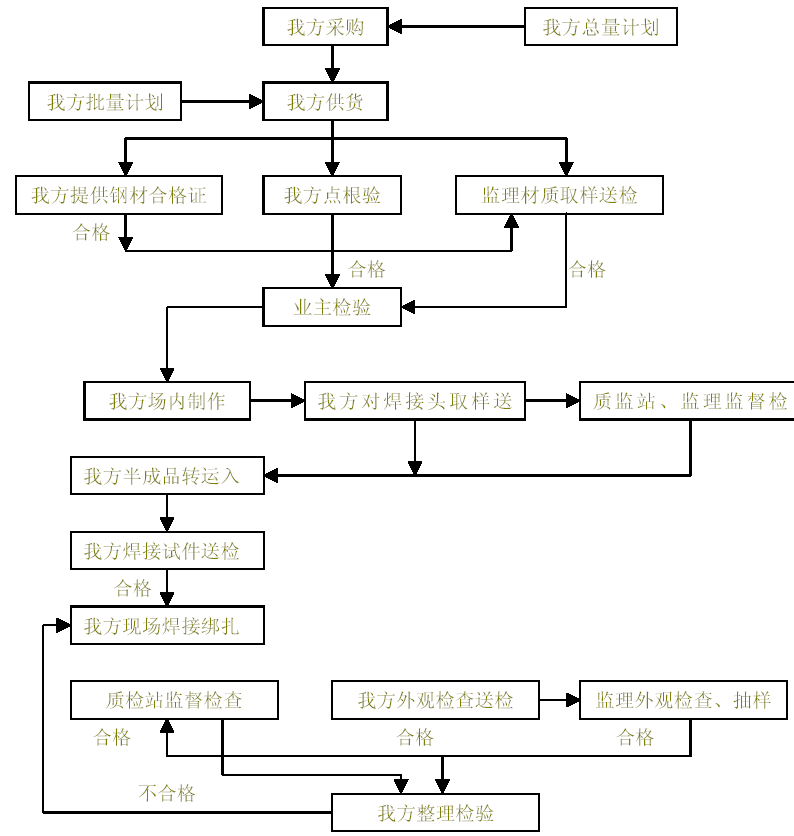 我方采购
我方总量计划
我方批量计划
我方供货
我方提供钢材合格证
我方点根验
监理材质取样送检
合格
合格
合格
业主检验
我方场内制作
我方对焊接头取样送
质监站、监理监督检
我方半成品转运入
我方焊接试件送检
合格
我方现场焊接绑扎
质检站监督检查
我方外观检查送检
监理外观检查、抽样
合格
合格
合格
不合格
我方整理检验